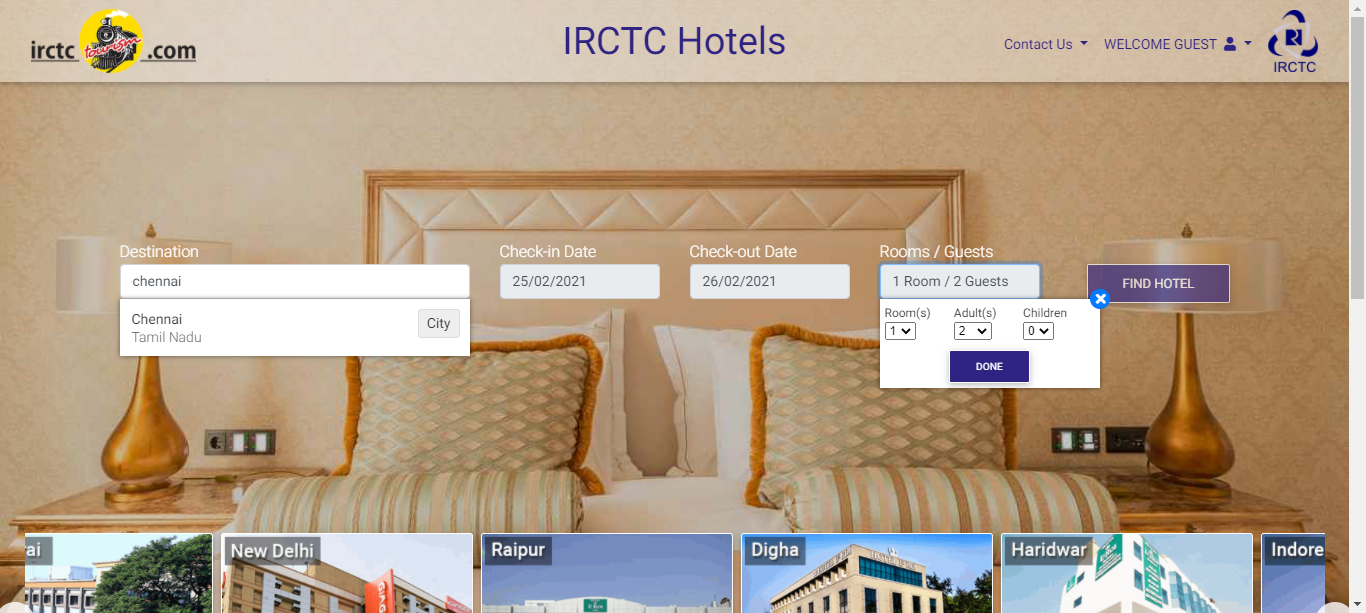 irctc tourism .com
IRCTC Hotels
Contact Us
WELCOME GUEST
IRCTC
Destination
Check-in Date
Check-out Date
Rooms / Guests
chennai
25/02/2021
26/02/2021
1 Room / 2 Guests
FIND HOTEL
Chennai
Tamil Nadu
City
Room(s)
Adult(s)
Children
1
2
0
DONE
ai
New Delhi
Raipur
Digha
Haridwar
Indore